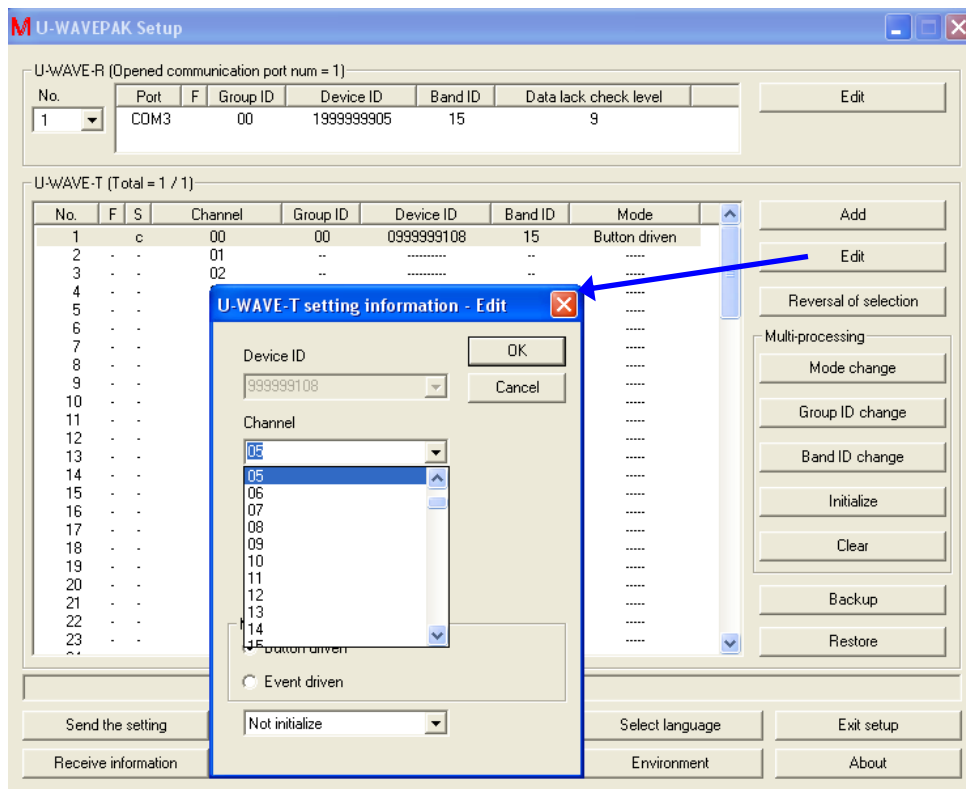 M U-WAVEPAK Setup
U-WAVE-R (Opened communication port num = 1)
No. Port F Group ID Device ID Band ID Data lack check level Edit
1 COM3 00 1999999905 15 9
U-WAVE-T (Total = 1 / 1)
No. F S Channel Group ID Device ID Band ID Mode Add
1 c 00 00 0999999108 15 Button driven
2 - - 01 -- ---------- -- ----- Edit
3 - - 02 -- ---------- -- -----
4 - - -----
5 - - -----
6 - - -----
7 - - -----
8 - - -----
9 - - -----
10 - - -----
11 - - -----
12 - - -----
13 - - -----
14 - - -----
15 - - -----
16 - - -----
17 - - -----
18 - - -----
19 - - -----
20 - - -----
21 - - -----
22 - - -----
23 - - -----
Reversal of selection
Multi-processing
Mode change
Group ID change
Band ID change
Initialize
Clear
Backup
Restore
U-WAVE-T setting information - Edit
Device ID
OK
999999108
Cancel
Channel
05
05
06
07
08
09
10
11
12
13
14
15
Button driven
Event driven
Not initialize
Send the setting
Select language
Exit setup
Receive information
Environment
About